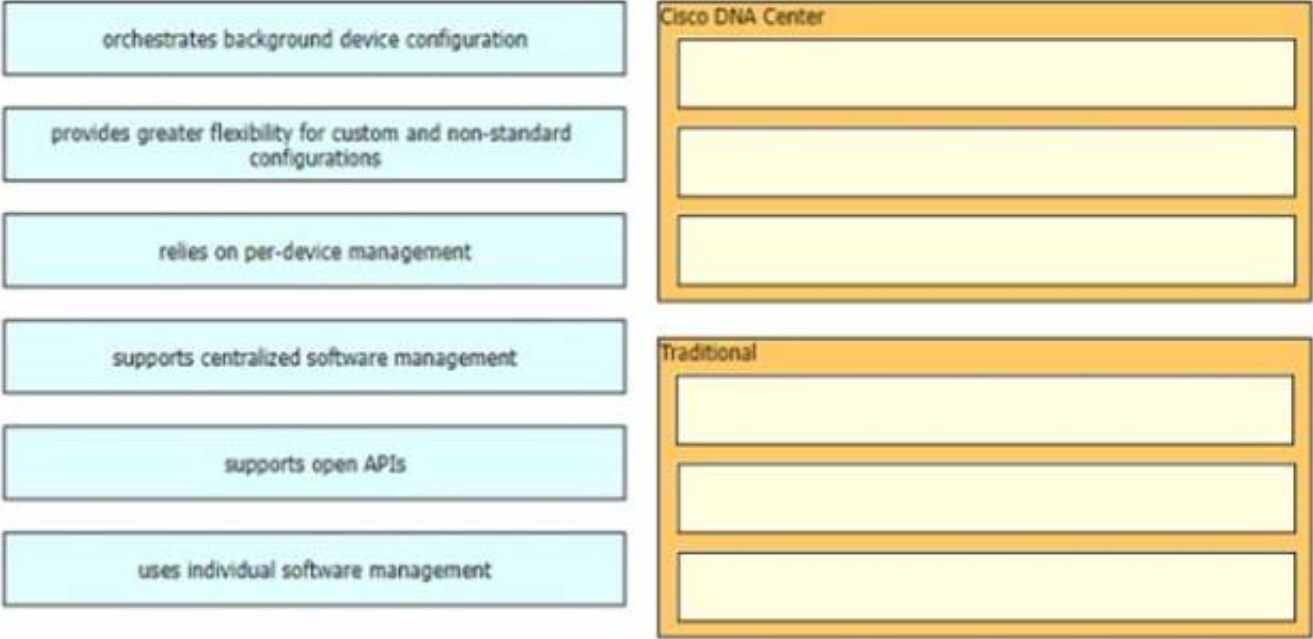 orchestrates background device configuration
provides greater flexibility for custom and non-standard
configurations
relies on per-device management
supports centralized software management
supports open APIs
uses individual software management
Cisco DNA Center
Traditional